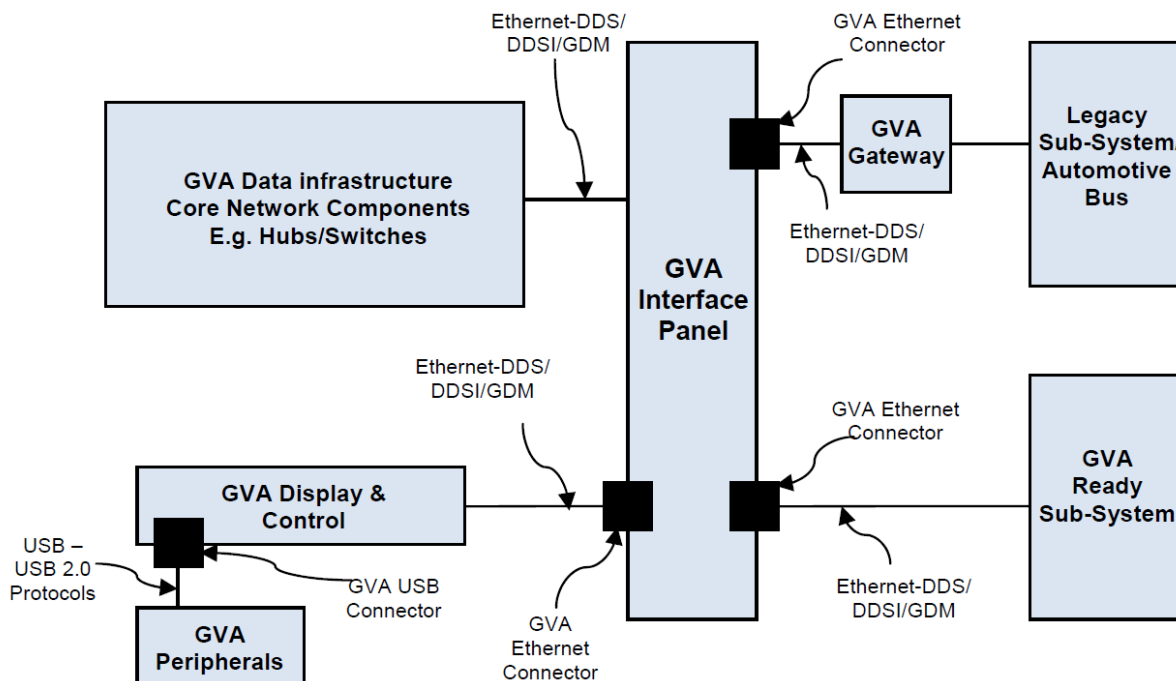 Ethernet-DDS/
DDSI/GDM
GVA Ethernet
Connector
GVA Data infrastructure
Core Network Components
E.g. Hubs/Switches
GVA
Gateway
Legacy
Sub-System/
Automotive
Bus
Ethernet-DDS/
DDSI/GDM
GVA
Interface
Panel
Ethernet-DDS/
DDSI/GDM
GVA Ethernet
Connector
GVA Display &
Control
GVA
Ready
Sub-System
USB –
USB 2.0
Protocols
GVA USB
Connector
GVA
Ethernet
Connector
Ethernet-DDS/
DDSI/GDM
GVA
Peripherals